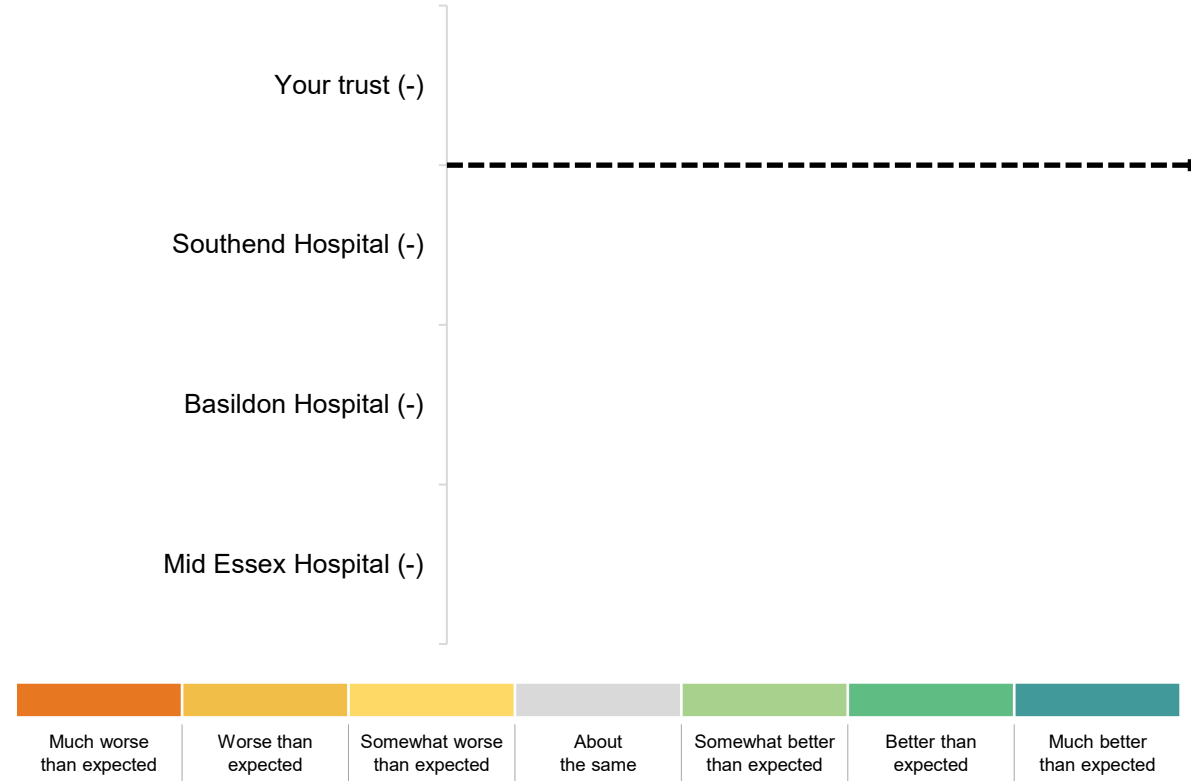 Your trust (-)
Southend Hospital (-)
Basildon Hospital (-)
Mid Essex Hospital (-)
Much worse
than expected
Worse than
expected
Somewhat worse
than expected
About
the same
Somewhat better
than expected
Better than
expected
Much better
than expected